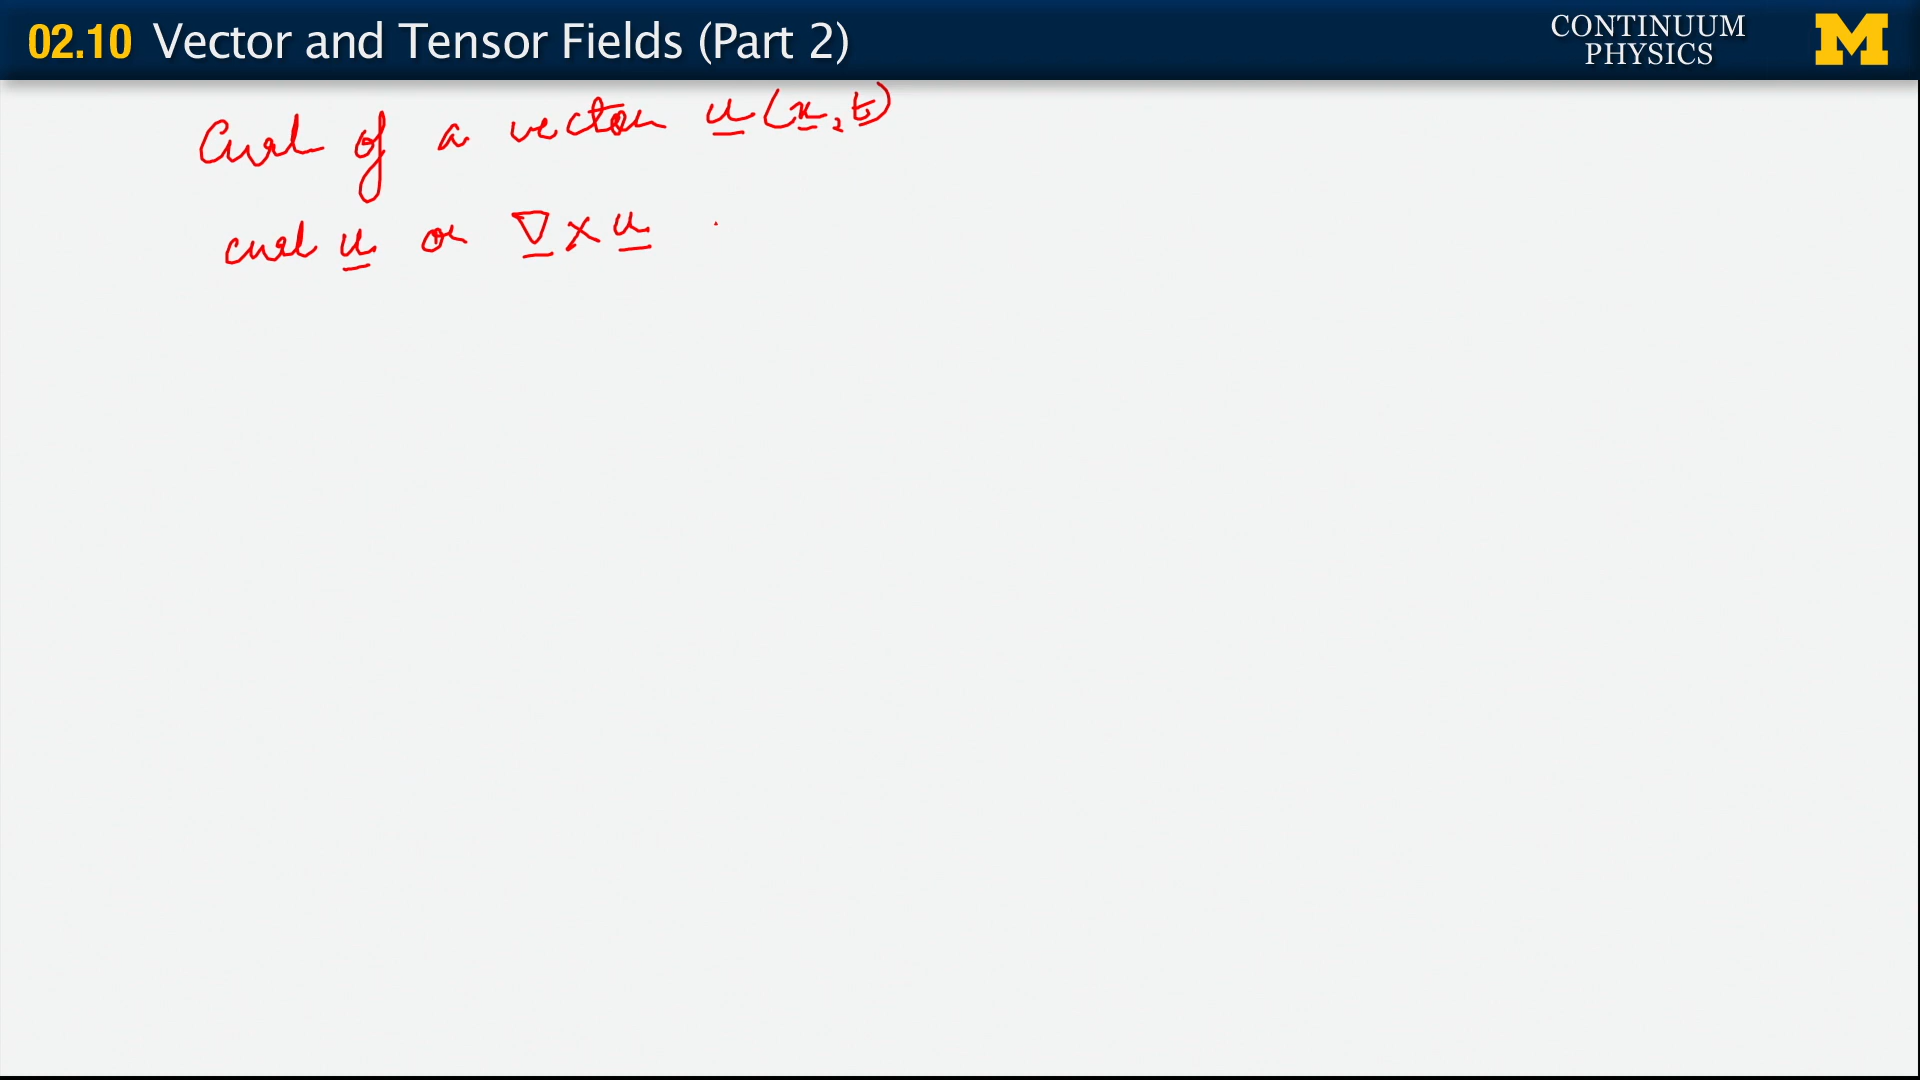 02.10 Vector and Tensor Fields (Part 2)
CONTINUUM
PHYSICS
M
Curl of a vector u(x, t)
curl u or ∇ × u